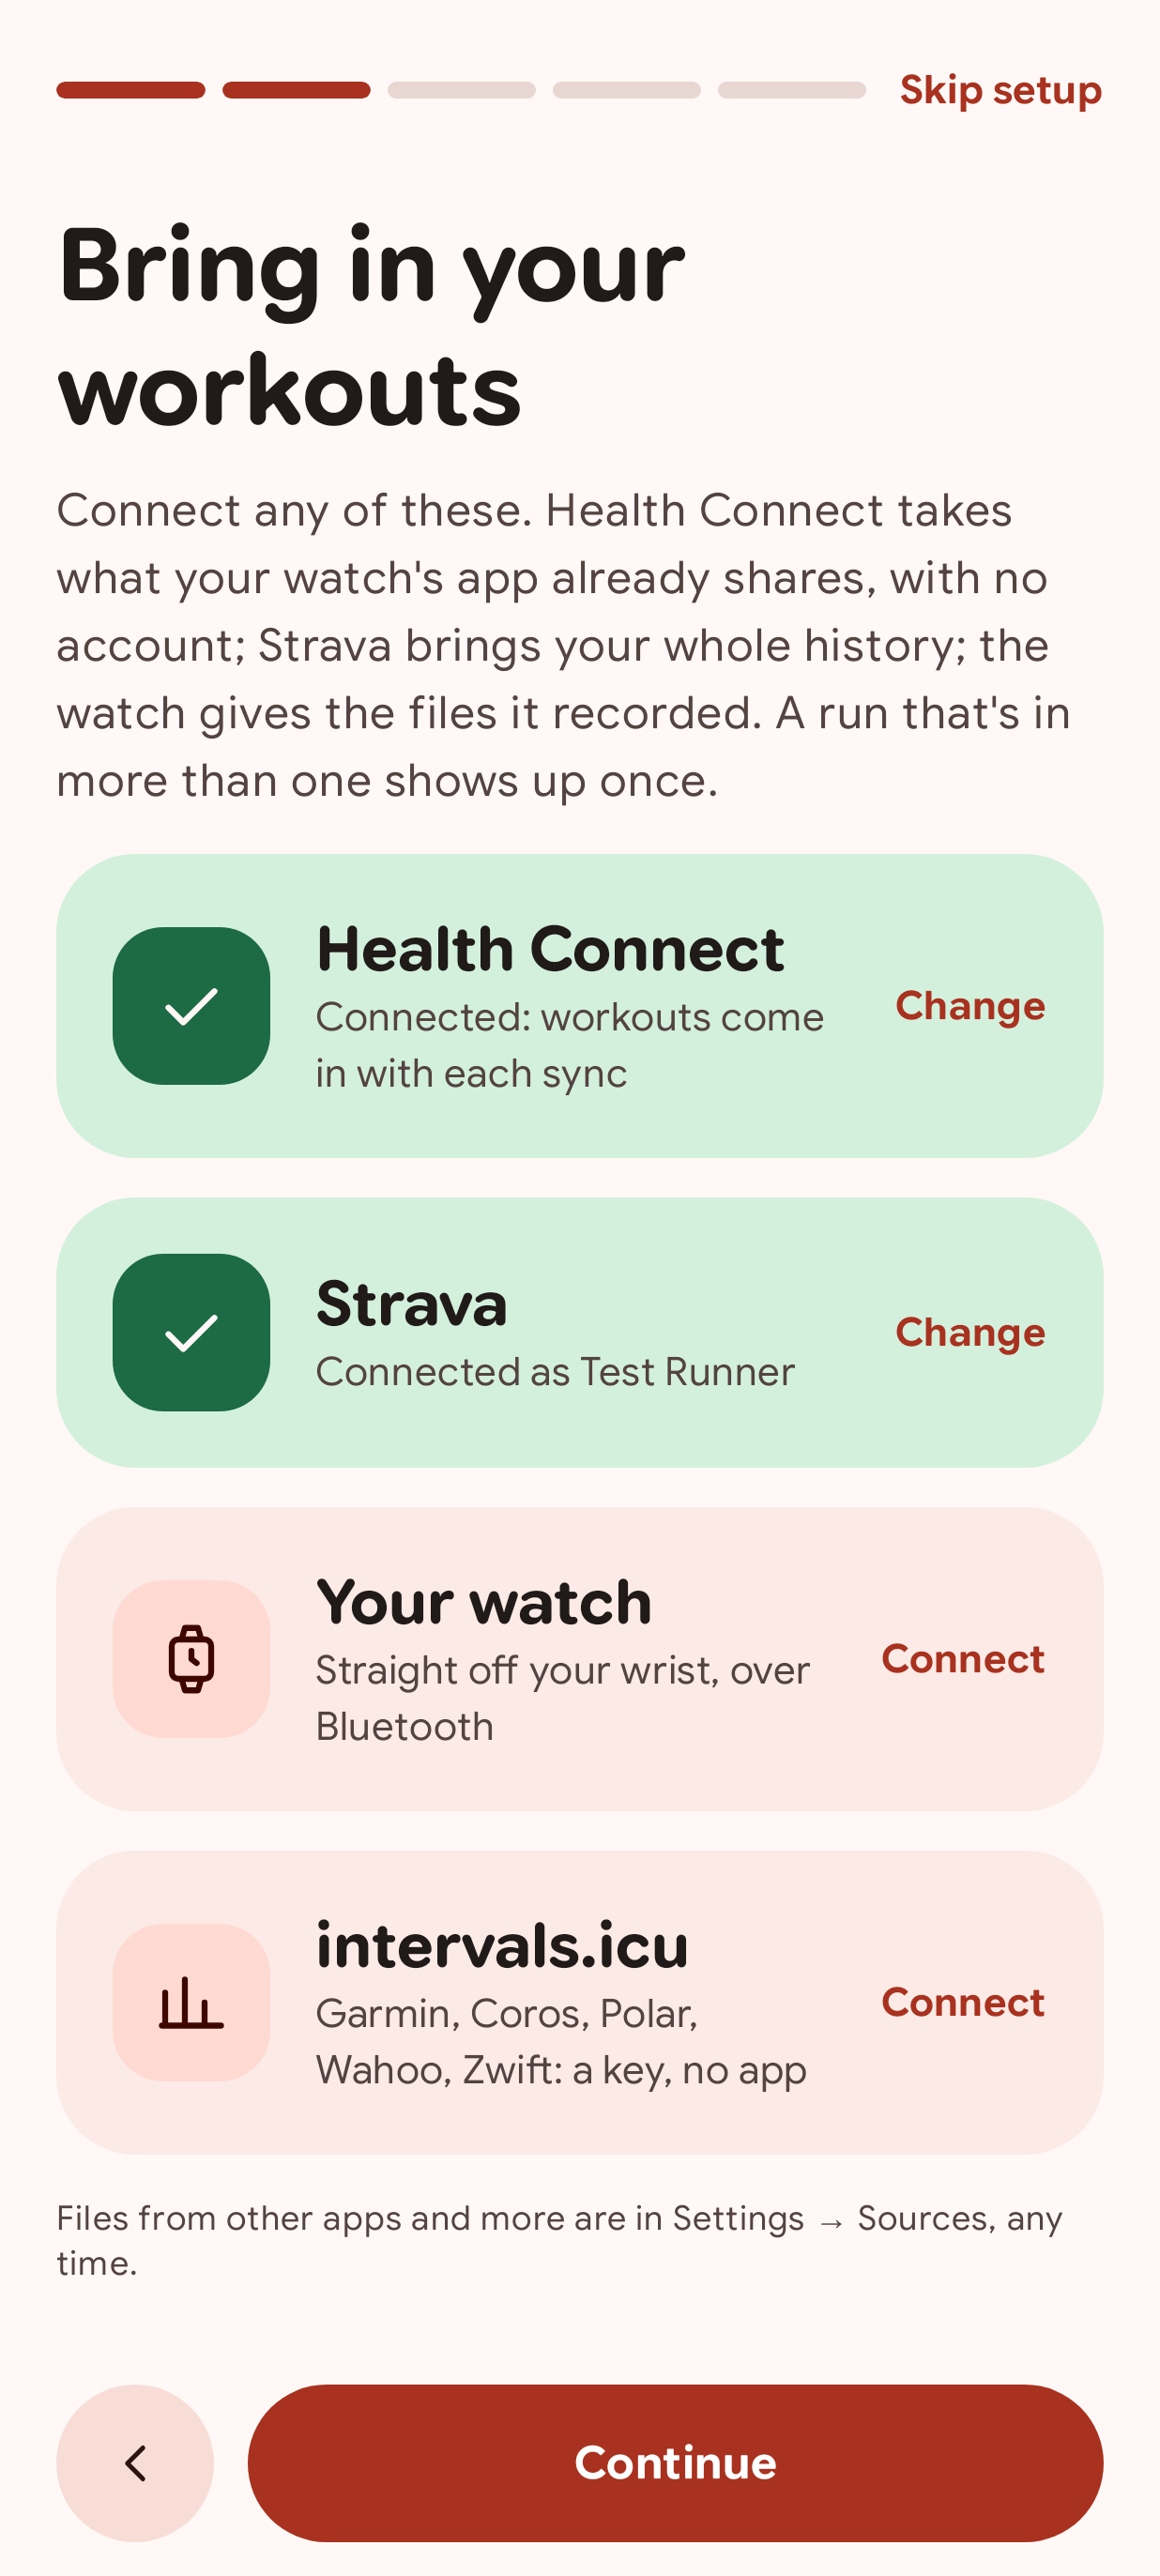 Skip setup
Bring in your
workouts
Connect any of these. Health Connect takes
what your watch's app already shares, with no
account; Strava brings your whole history; the
watch gives the files it recorded. A run that's in
more than one shows up once.
Health Connect
Connected: workouts come
in with each sync
Change
Strava
Connected as Test Runner
Change
Your watch
Straight off your wrist, over
Bluetooth
Connect
intervals.icu
Garmin, Coros, Polar,
Wahoo, Zwift: a key, no app
Connect
Files from other apps and more are in Settings → Sources, any
time.
Continue